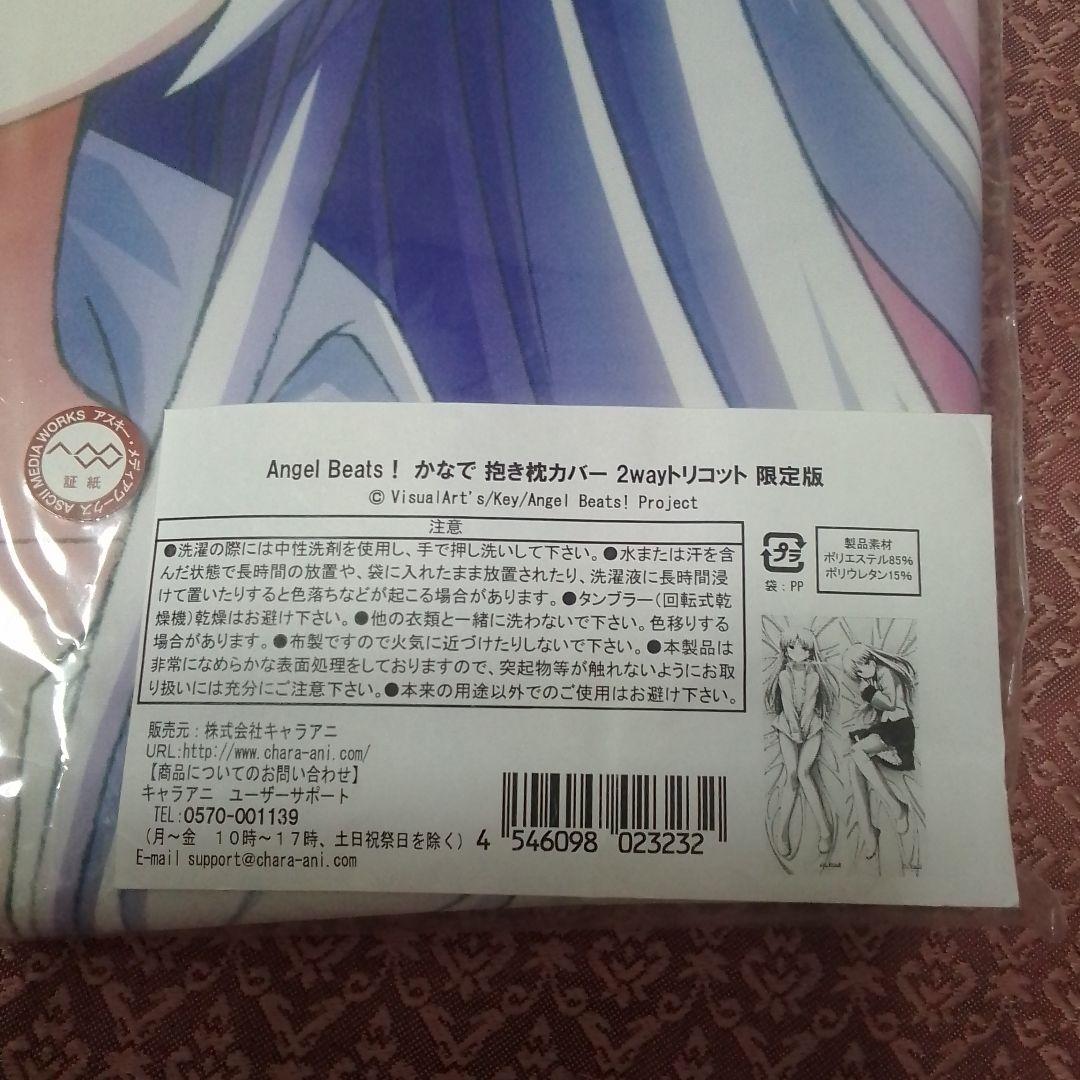 ASCII MEDIA WORKS アスキー・メディアワークス
証紙
Angel Beats! かなで 抱き枕カバー 2wayトリコット 限定版
© VisualArt's/Key/Angel Beats! Project
注意
●洗濯の際には中性洗剤を使用し、手で押し洗いして下さい。●水または汗を含
んだ状態で長時間の放置や、袋に入れたまま放置されたり、洗濯液に長時間浸
けて置いたりすると色落ちなどが起こる場合があります。●タンブラー(回転式乾
燥機)乾燥はお避け下さい。●他の衣類と一緒に洗わないで下さい。色移りする
場合があります。●布製ですので火気に近づけたりしないで下さい。●本製品は
非常になめらかな表面処理をしておりますので、突起物等が触れないようにお取
り扱いには充分にご注意下さい。●本来の用途以外でのご使用はお避け下さい。
プラ
袋:PP
製品素材
ポリエステル85%
ポリウレタン15%
販売元:株式会社キャラアニ
URL:http://www.chara-ani.com/
【商品についてのお問い合わせ】
キャラアニ ユーザーサポート
TEL:0570-001139
(月~金 10時~17時、土日祝祭日を除く)
E-mail support@chara-ani.com
4 546098 023232